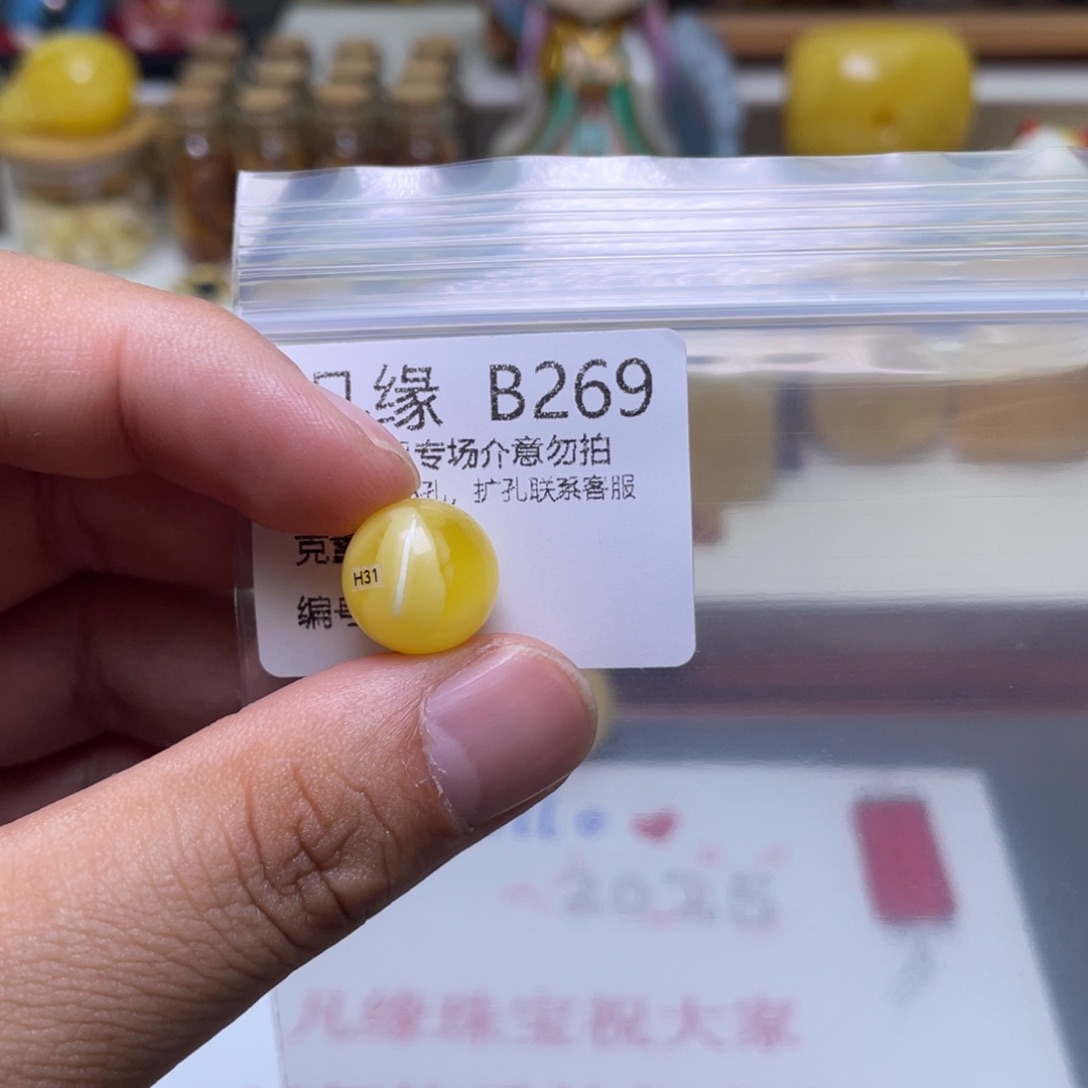 凡缘 B269
专场介意勿拍
孔，扩孔联系客服
克重
编号
H31
2025
凡缘珠宝祝大家